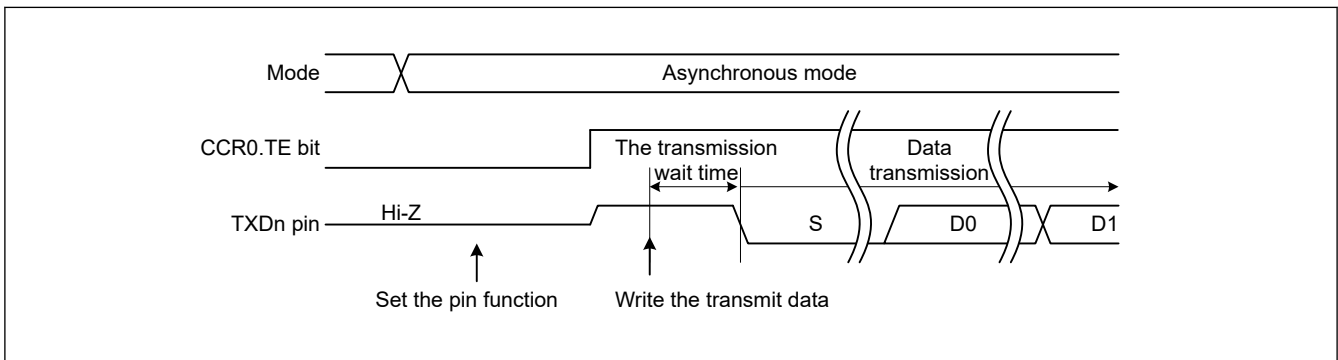 Mode
Asynchronous mode
CCR0.TE bit
The transmission
wait time
Data
transmission
TXDn pin
Hi-Z
S
D0
D1
Set the pin function
Write the transmit data